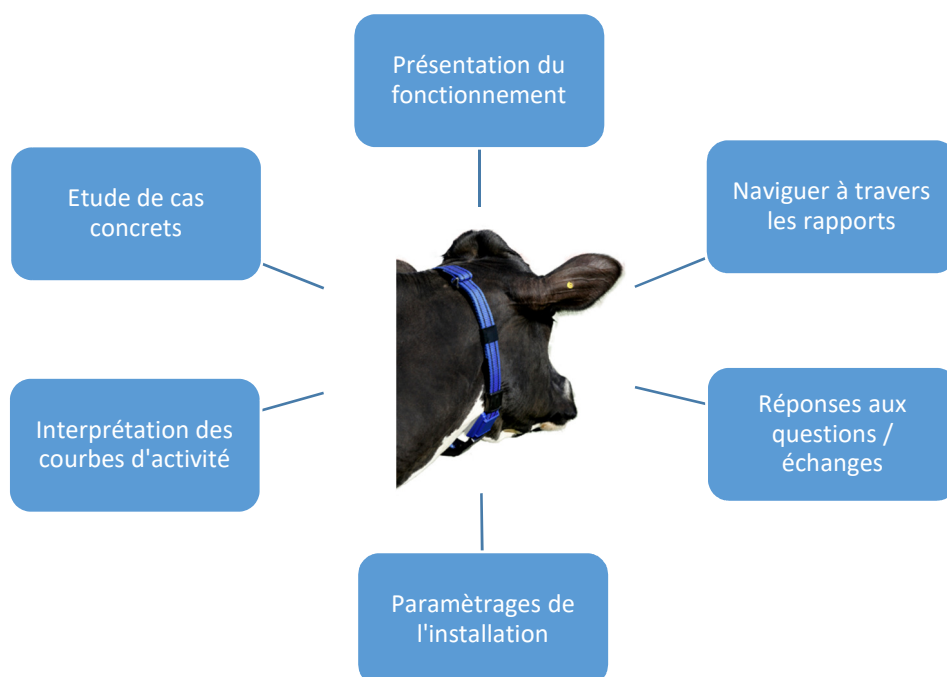 Présentation du
fonctionnement
Naviguer à travers
les rapports
Réponses aux
questions /
échanges
Paramètrages de
l'installation
Interprétation des
courbes d'activité
Etude de cas
concrets